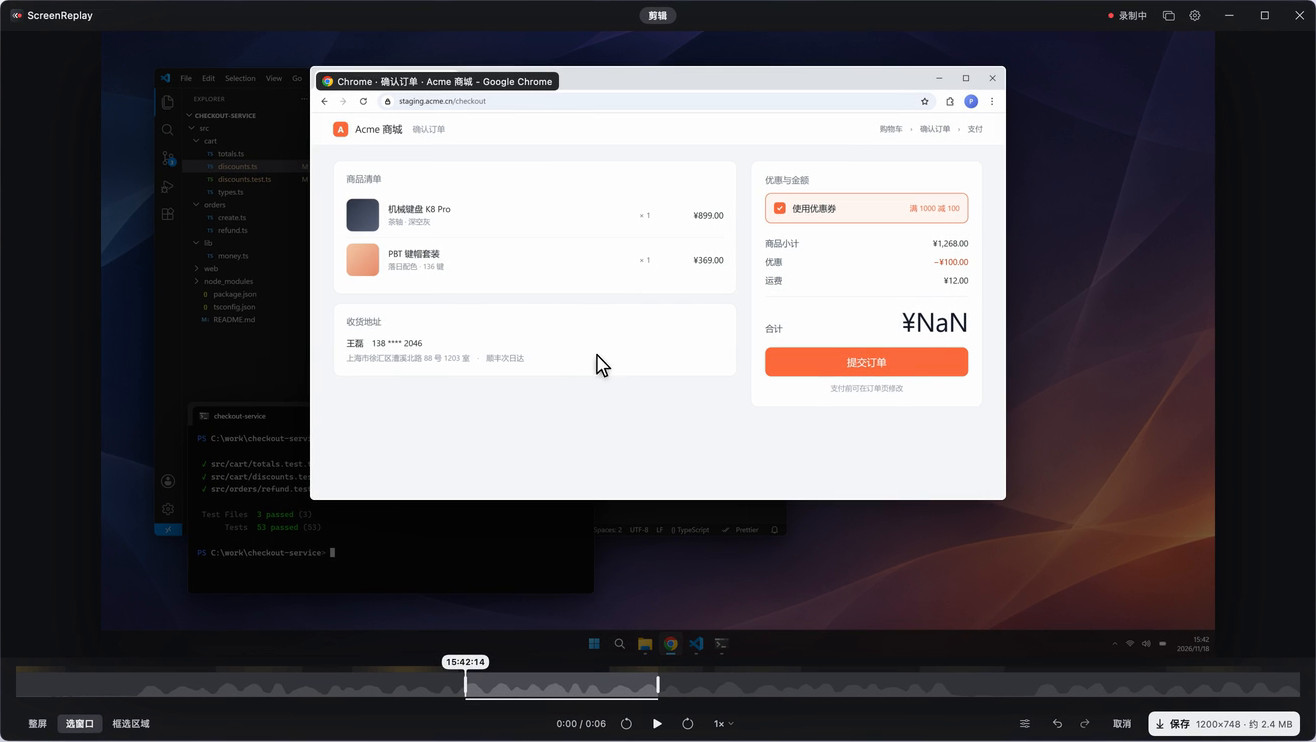 ScreenReplay
剪辑
录制中
File Edit Selection View Go
Chrome · 确认订单 · Acme 商城 - Google Chrome
staging.acme.cn/checkout
P
EXPLORER
CHECKOUT-SERVICE
src
cart
TS totals.ts
TS discounts.ts M
TS discounts.test.ts M
TS types.ts
orders
TS create.ts
TS refund.ts
lib
TS money.ts
web
node_modules
{} package.json
tsconfig.json
M↓ README.md
A Acme 商城 确认订单
购物车 › 确认订单 › 支付
商品清单
机械键盘 K8 Pro
茶轴 · 深空灰
× 1 ¥899.00
PBT 键帽套装
落日配色 · 136 键
× 1 ¥369.00
收货地址
王磊 138 **** 2046
上海市徐汇区漕溪北路 88 号 1203 室 · 顺丰次日达
优惠与金额
使用优惠券 满 1000 减 100
商品小计 ¥1,268.00
优惠 −¥100.00
运费 ¥12.00
合计 ¥NaN
提交订单
支付前可在订单页修改
checkout-service
PS C:\work\checkout-servi
✓ src/cart/totals.test.t
✓ src/cart/discounts.tes
✓ src/orders/refund.test
Test Files 3 passed (3)
Tests 53 passed (53)
PS C:\work\checkout-service>
Spaces: 2 UTF-8 LF {} TypeScript Prettier
15:42
2026/11/18
15:42:14
整屏 选窗口 框选区域
0:00 / 0:06
1×
取消
保存 1200×748 · 约 2.4 MB